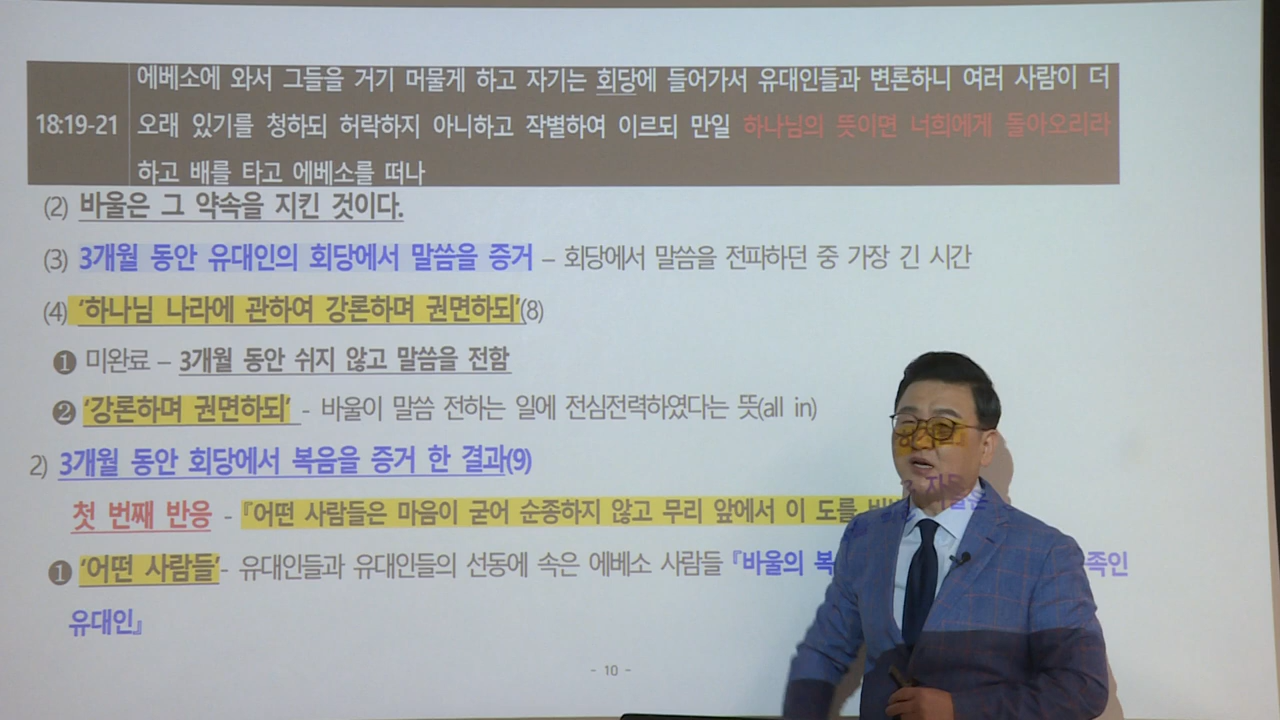 에베소에 와서 그들을 거기 머물게 하고 자기는 회당에 들어가서 유대인들과 변론하니 여러 사람이 더
18:19-21 오래 있기를 청하되 허락하지 아니하고 작별하여 이르되 만일 하나님의 뜻이면 너희에게 돌아오리라
하고 배를 타고 에베소를 떠나
(2) 바울은 그 약속을 지킨 것이다.
(3) 3개월 동안 유대인의 회당에서 말씀을 증거 – 회당에서 말씀을 전파하던 중 가장 긴 시간
(4) '하나님 나라에 관하여 강론하며 권면하되'(8)
❶ 미완료 – 3개월 동안 쉬지 않고 말씀을 전함
❷ '강론하며 권면하되' - 바울이 말씀 전하는 일에 전심전력하였다는 뜻(all in)
2) 3개월 동안 회당에서 복음을 증거 한 결과(9)
첫 번째 반응 - 『어떤 사람들은 마음이 굳어 순종하지 않고 무리 앞에서 이 도를
❶ '어떤 사람들' - 유대인들과 유대인들의 선동에 속은 에베소 사람들 『바울의 족인
유대인』
- 10 -